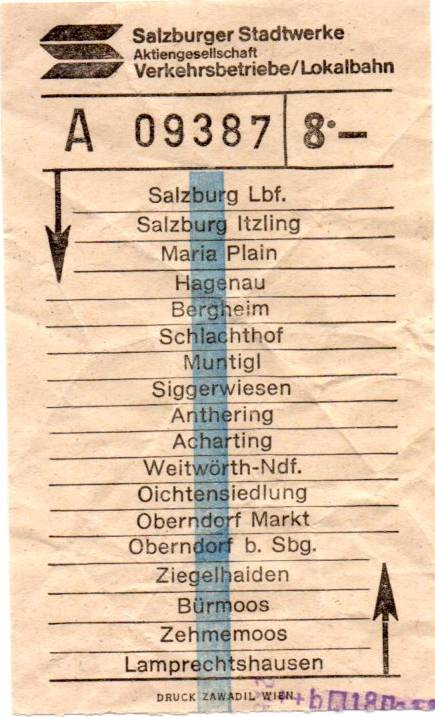 Salzburger Stadtwerke
Aktiengesellschaft
Verkehrsbetriebe/Lokalbahn
A 09387 8·–
Salzburg Lbf.
Salzburg Itzling
Maria Plain
Hagenau
Bergheim
Schlachthof
Muntigl
Siggerwiesen
Anthering
Acharting
Weitwörth-Ndf.
Oichtensiedlung
Oberndorf Markt
Oberndorf b. Sbg.
Ziegelhaiden
Bürmoos
Zehmemoos
Lamprechtshausen
DRUCK ZAWADIL WIEN